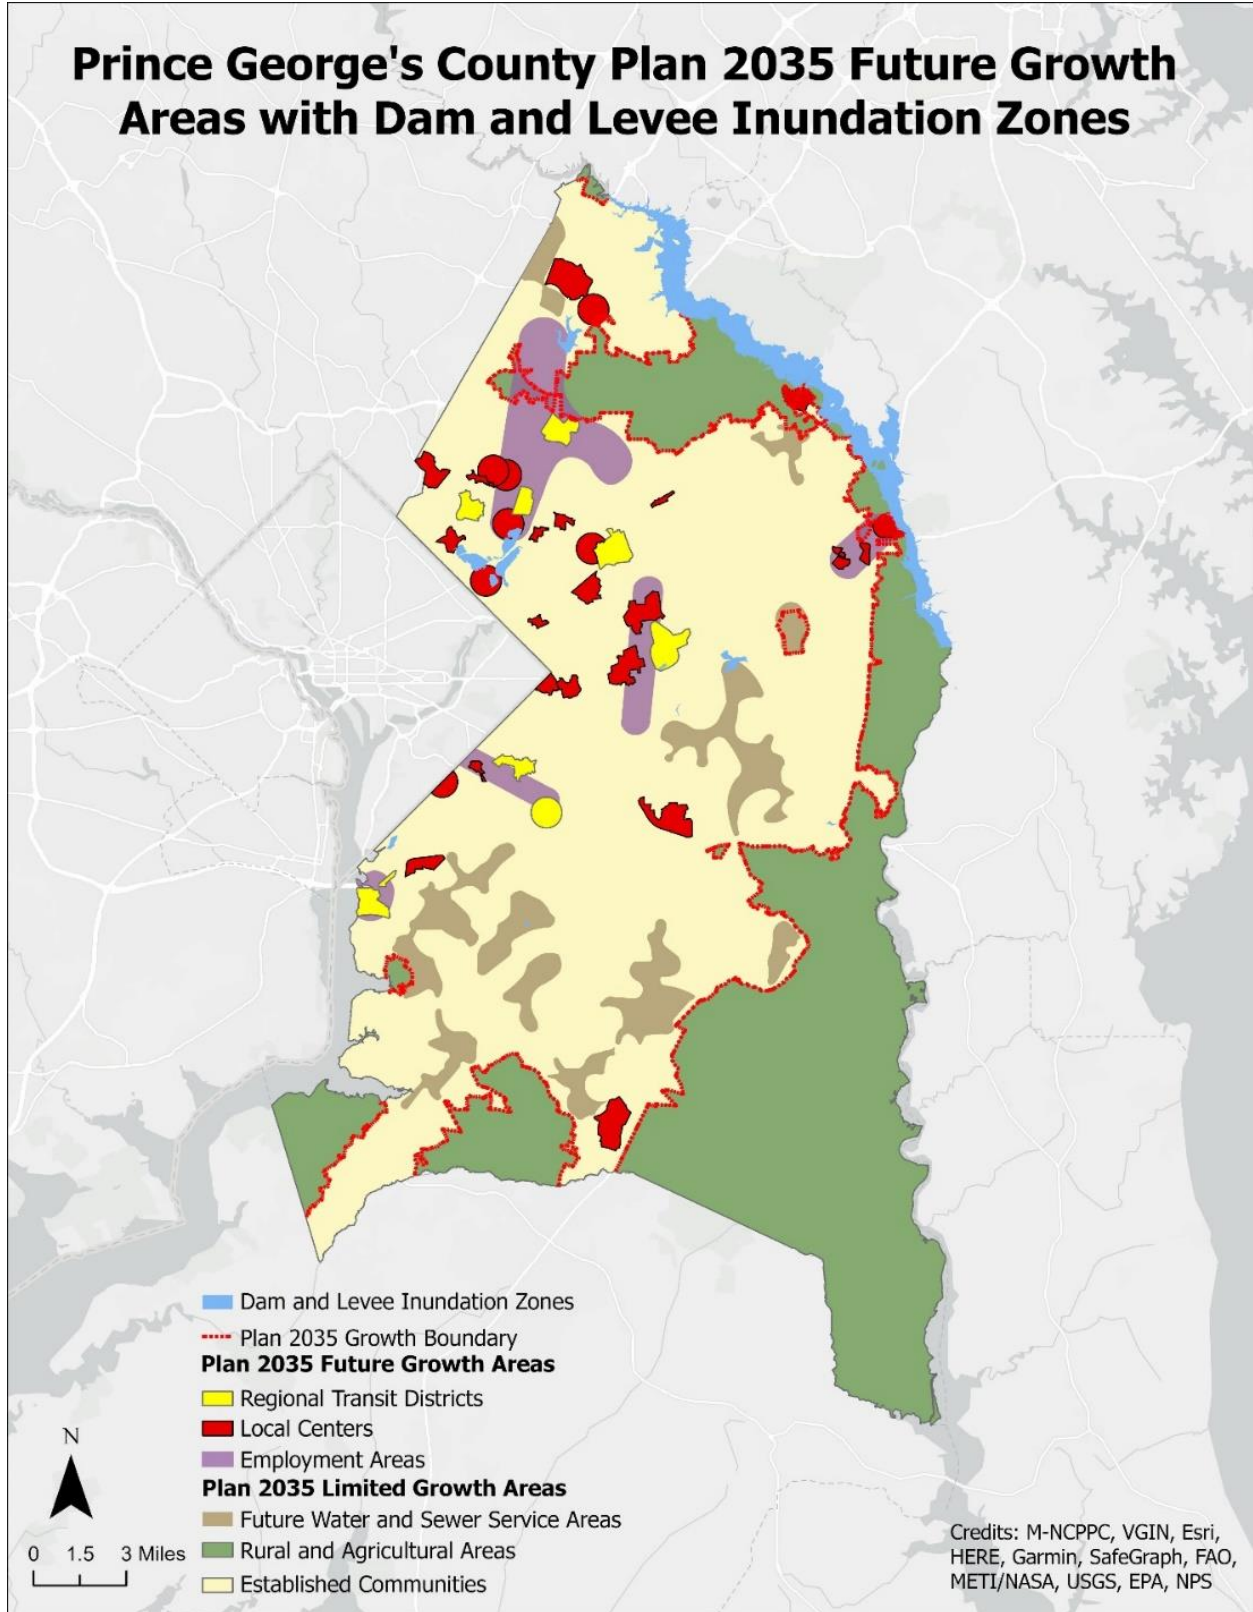 Prince George's County Plan 2035 Future Growth
Areas with Dam and Levee Inundation Zones
Dam and Levee Inundation Zones
Plan 2035 Growth Boundary
Plan 2035 Future Growth Areas
Regional Transit Districts
Local Centers
Employment Areas
Plan 2035 Limited Growth Areas
Future Water and Sewer Service Areas
Rural and Agricultural Areas
Established Communities
N
0 1.5 3 Miles
Credits: M-NCPPC, VGIN, Esri,
HERE, Garmin, SafeGraph, FAO,
METI/NASA, USGS, EPA, NPS